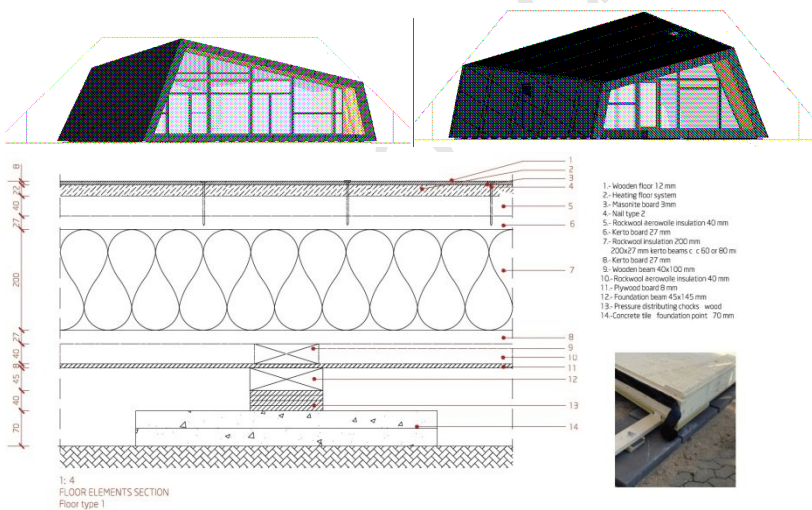 8
22
40
27
200
27
40
8
45
40
70
1
2
3
4
5
6
7
8
9
10
11
12
13
14
1.- Wooden floor 12 mm
2.- Heating floor system
3.- Masonite board 3mm
4.- Nail type 2
5.- Rockwool aerowolle insulation 40 mm
6.- Kerto board 27 mm
7.- Rockwool insulation 200 mm
200x27 mm kerto beams c c 60 or 80 m
8.- Kerto board 27 mm
9.- Wooden beam 40x100 mm
10.- Rockwool aerowolle insulation 40 mm
11.- Plywood board 8 mm
12.- Foundation beam 45x145 mm
13.- Pressure distributing chocks wood
14.-Concrete tile foundation point 70 mm
1: 4
FLOOR ELEMENTS SECTION
Floor type 1